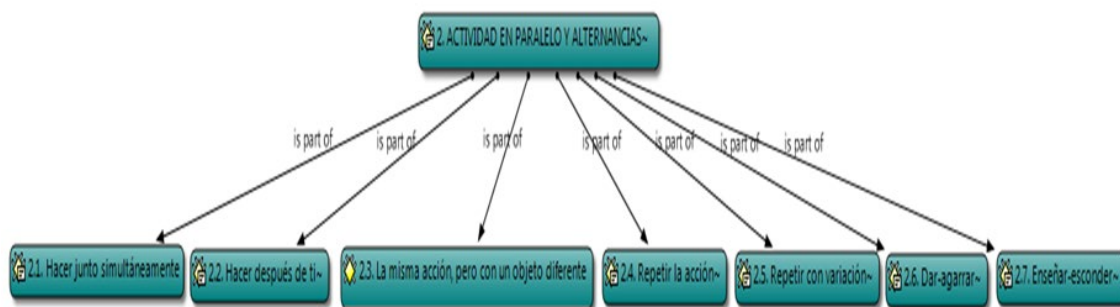 2. ACTIVIDAD EN PARALELO Y ALTERNANCIAS~
is part of
is part of
is part of
is part of
is part of
is part of
is part of
2.1. Hacer junto simultáneamente
2.2. Hacer después de ti~
2.3. La misma acción, pero con un objeto diferente
2.4. Repetir la acción~
2.5. Repetir con variación~
2.6. Dar-agarrar~
2.7. Enseñar-esconder~